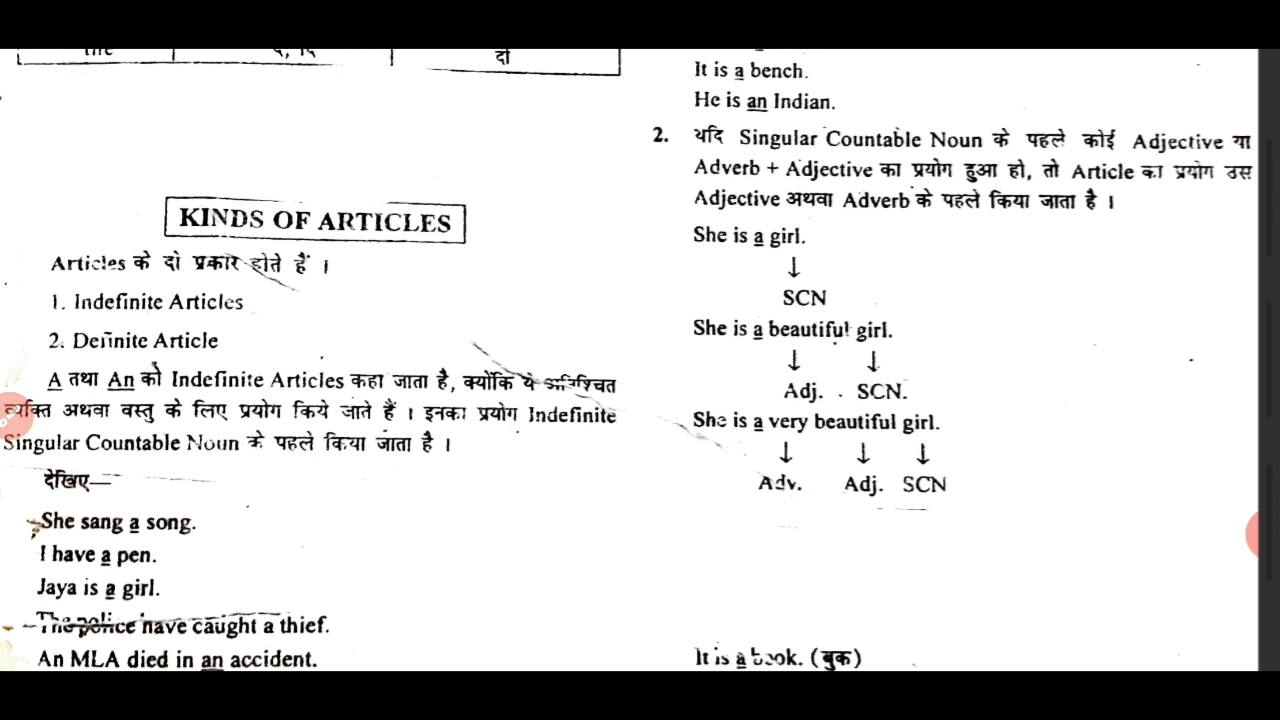 दी
KINDS OF ARTICLES
Articles के दो प्रकार होते हैं ।
1. Indefinite Articles
2. Definite Article
A तथा An को Indefinite Articles कहा जाता है, क्योंकि ये अनिश्चित
व्यक्ति अथवा वस्तु के लिए प्रयोग किये जाते हैं । इनका प्रयोग Indefinite
Singular Countable Noun के पहले किया जाता है ।
देखिए—
She sang a song.
I have a pen.
Jaya is a girl.
The police have caught a thief.
An MLA died in an accident.
It is a bench.
He is an Indian.
2. यदि Singular Countable Noun के पहले कोई Adjective या
Adverb + Adjective का प्रयोग हुआ हो, तो Article का प्रयोग उस
Adjective अथवा Adverb के पहले किया जाता है ।
She is a girl.
↓
SCN
She is a beautiful girl.
↓ ↓
Adj. SCN.
She is a very beautiful girl.
↓ ↓ ↓
Adv. Adj. SCN
It is a book. (बुक)